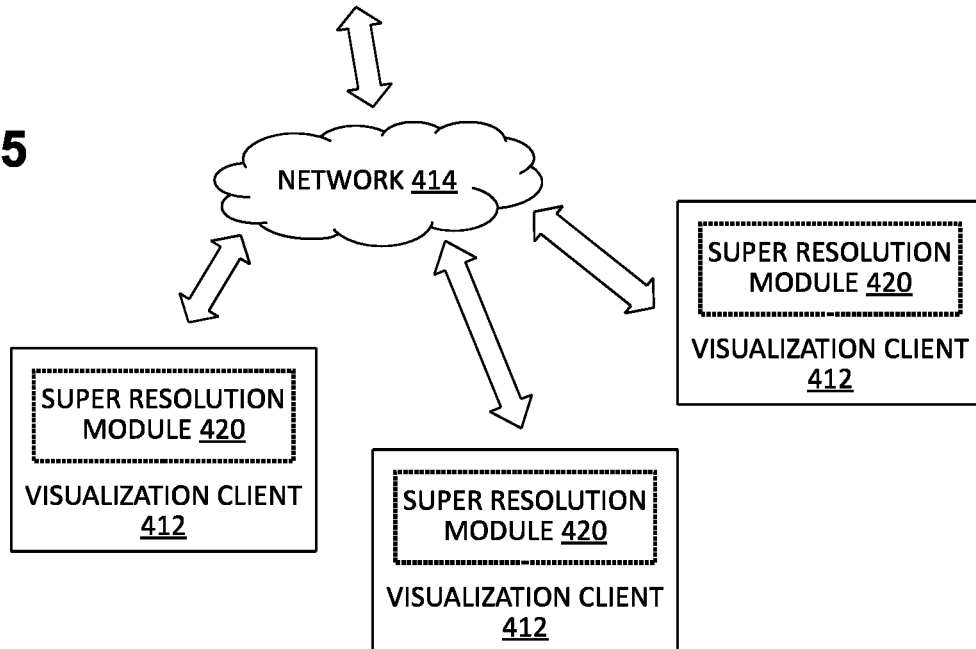 5
NETWORK 414
SUPER RESOLUTION
MODULE 420
VISUALIZATION CLIENT
412
SUPER RESOLUTION
MODULE 420
VISUALIZATION CLIENT
412
SUPER RESOLUTION
MODULE 420
VISUALIZATION CLIENT
412